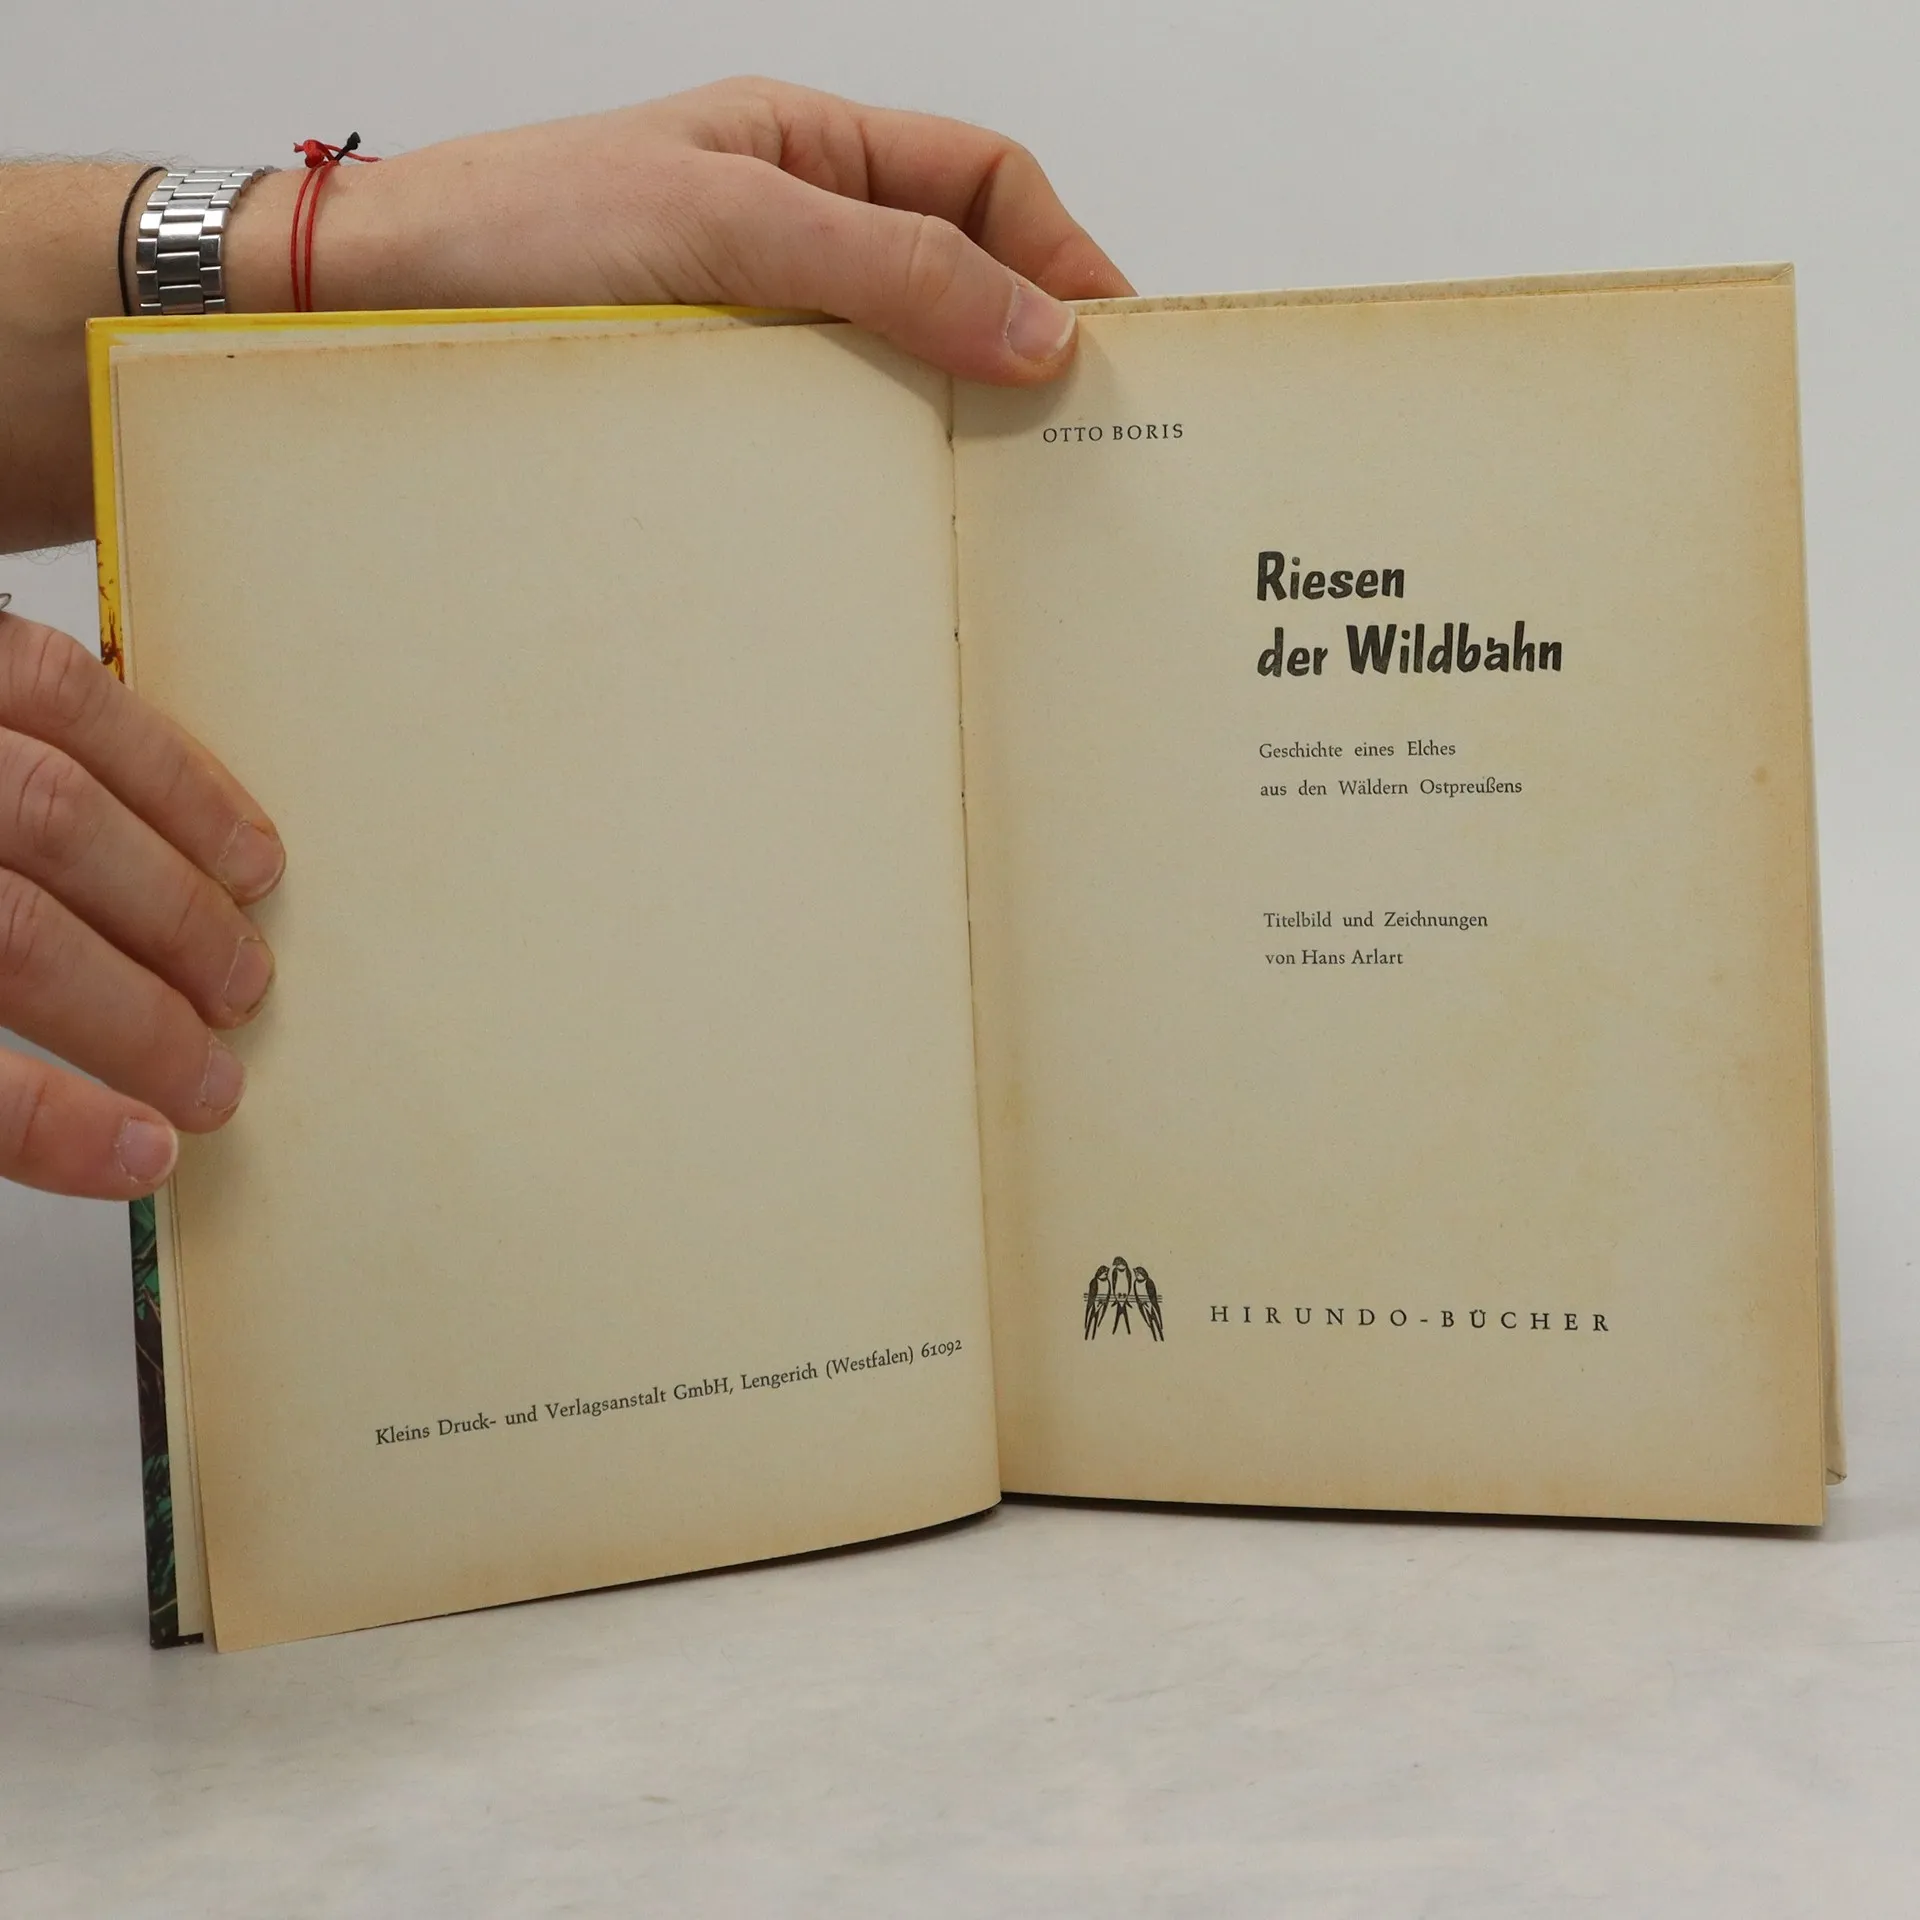 Kleins Druck- und Verlagsanstalt GmbH, Lengerich (Westfalen) 61092
OTTO BORIS
Riesen
der Wildbahn
Geschichte eines Elches
aus den Wäldern Ostpreußens
Titelbild und Zeichnungen
von Hans Arlart
HIRUNDO-BÜCHER